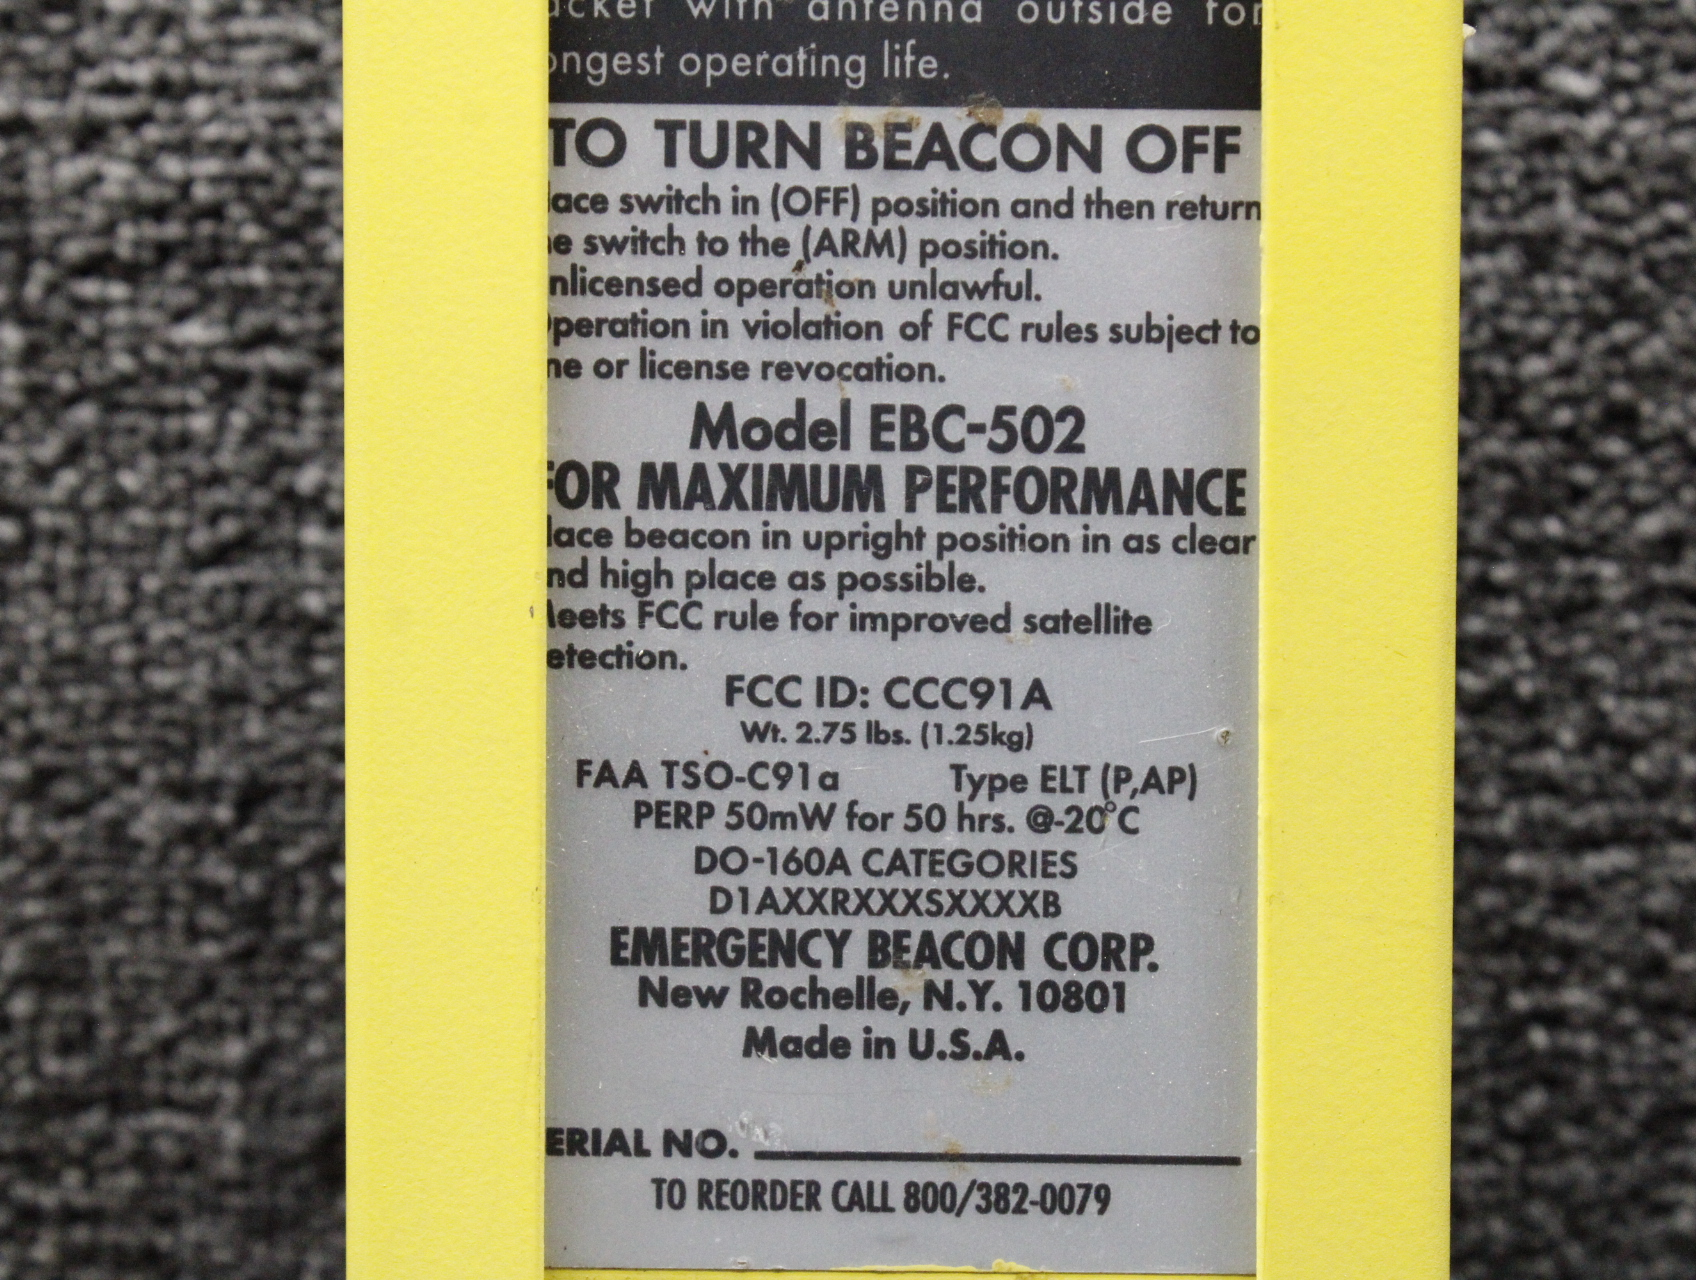 acket with antenna outside for
ongest operating life.
TO TURN BEACON OFF
lace switch in (OFF) position and then return
he switch to the (ARM) position.
nlicensed operation unlawful.
Operation in violation of FCC rules subject to
ne or license revocation.
Model EBC-502
FOR MAXIMUM PERFORMANCE
lace beacon in upright position in as clear
nd high place as possible.
Meets FCC rule for improved satellite
etection.
FCC ID: CCC91A
Wt. 2.75 lbs. (1.25kg)
FAA TSO-C91a Type ELT (P,AP)
PERP 50mW for 50 hrs. @-20°C
DO-160A CATEGORIES
D1AXXRXXXSXXXXB
EMERGENCY BEACON CORP.
New Rochelle, N.Y. 10801
Made in U.S.A.
ERIAL NO.
TO REORDER CALL 800/382-0079